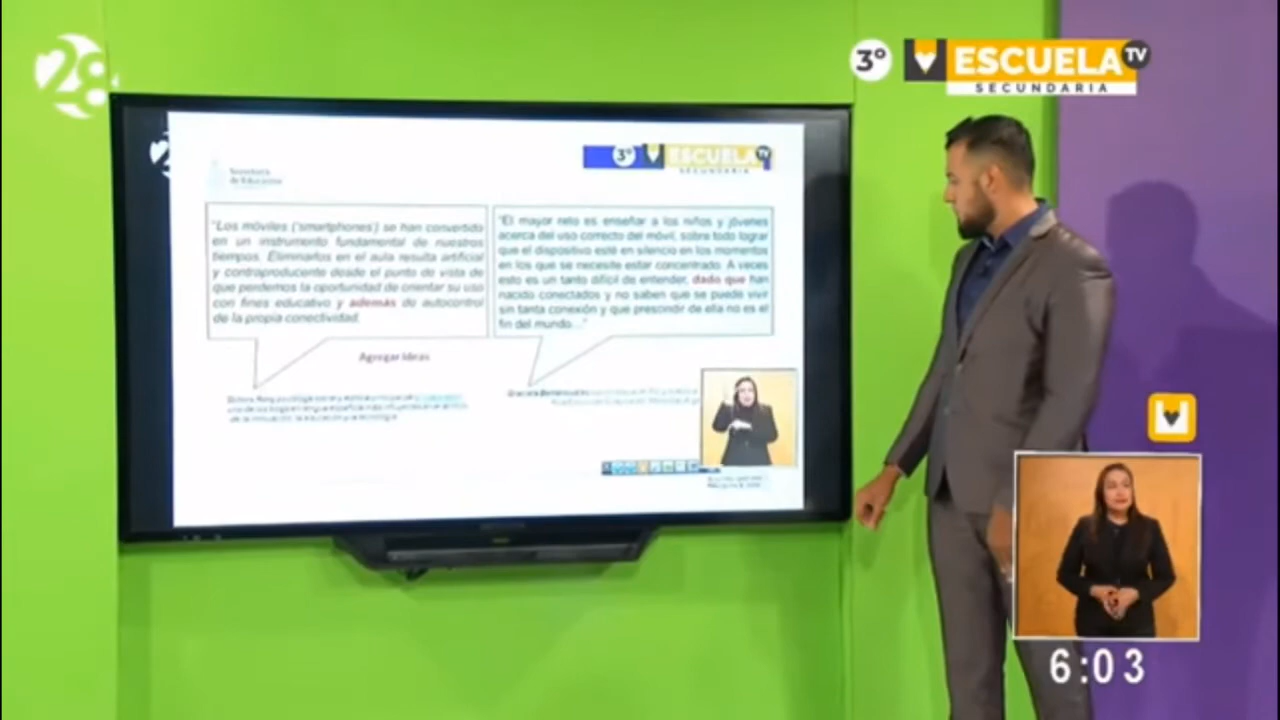 28
3º ESCUELA TV
SECUNDARIA
3º ESCUELA TV
SECUNDARIA
Secretaría
de Educación
"Los móviles ('smartphones') se han convertido
en un instrumento fundamental de nuestros
tiempos. Eliminarlos en el aula resulta artificial
y contraproducente desde el punto de vista de
que perdemos la oportunidad de orientar su uso
con fines educativo y además de autocontrol
de la propia conectividad.
"El mayor reto es enseñar a los niños y jóvenes
acerca del uso correcto del móvil, sobre todo lograr
que el dispositivo esté en silencio en los momentos
en los que se necesite estar concentrado. A veces
esto es un tanto difícil de entender, dado que han
nacido conectados y no saben que se puede vivir
sin tanta conexión y que prescindir de ella no es el
fin del mundo..."
Agregar ideas
6:03